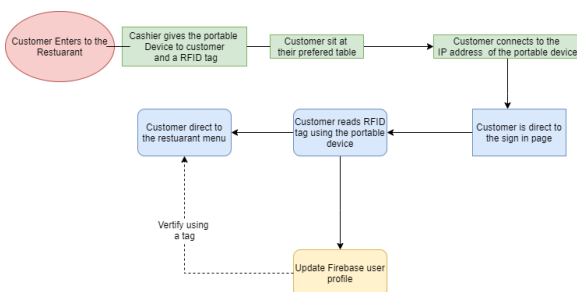 Customer Enters to the
Restuarant
Cashier gives the portable
Device to customer
and a RFID tag
Customer sit at
their prefered table
Customer connects to the
IP address of the portable device
Customer direct to
the restuarant menu
Customer reads RFID
tag using the portable
device
Customer is direct to
the sign in page
Vertify using
a tag
Update Firebase user
profile